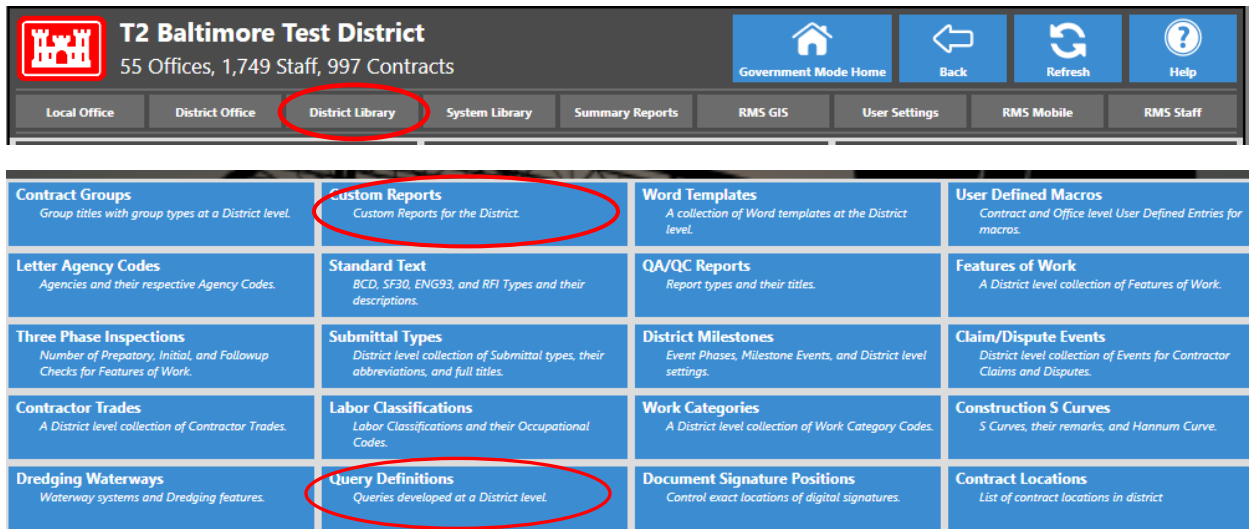 T2 Baltimore Test District
55 Offices, 1,749 Staff, 997 Contracts
Government Mode Home
Back
Refresh
Help
Local Office
District Office
District Library
System Library
Summary Reports
RMS GIS
User Settings
RMS Mobile
RMS Staff
Contract Groups
Group titles with group types at a District level.
Custom Reports
Custom Reports for the District.
Word Templates
A collection of Word templates at the District
level.
User Defined Macros
Contract and Office level User Defined Entries for
macros.
Letter Agency Codes
Agencies and their respective Agency Codes.
Standard Text
BCD, SF30, ENG93, and RFI Types and their
descriptions.
QA/QC Reports
Report types and their titles.
Features of Work
A District level collection of Features of Work.
Three Phase Inspections
Number of Prepatory, Initial, and Followup
Checks for Features of Work.
Submittal Types
District level collection of Submittal types, their
abbreviations, and full titles.
District Milestones
Event Phases, Milestone Events, and District level
settings.
Claim/Dispute Events
District level collection of Events for Contractor
Claims and Disputes.
Contractor Trades
A District level collection of Contractor Trades.
Labor Classifications
Labor Classifications and their Occupational
Codes.
Work Categories
A District level collection of Work Category Codes.
Construction S Curves
S Curves, their remarks, and Hannum Curve.
Dredging Waterways
Waterway systems and Dredging features.
Query Definitions
Queries developed at a District level.
Document Signature Positions
Control exact locations of digital signatures.
Contract Locations
List of contract locations in district